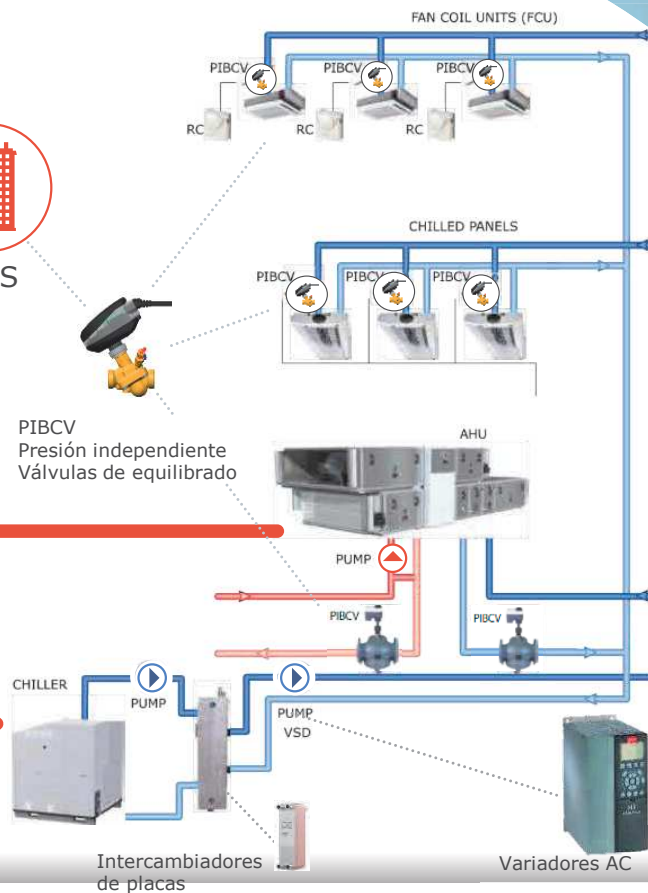 FAN COIL UNITS (FCU)
PIBCV PIBCV PIBCV
RC RC RC
CHILLED PANELS
S
PIBCV PIBCV PIBCV
PIBCV
Presión independiente
Válvulas de equilibrado
AHU
PUMP
PIBCV PIBCV
CHILLER
PUMP
PUMP
VSD
Intercambiadores
de placas
Variadores AC